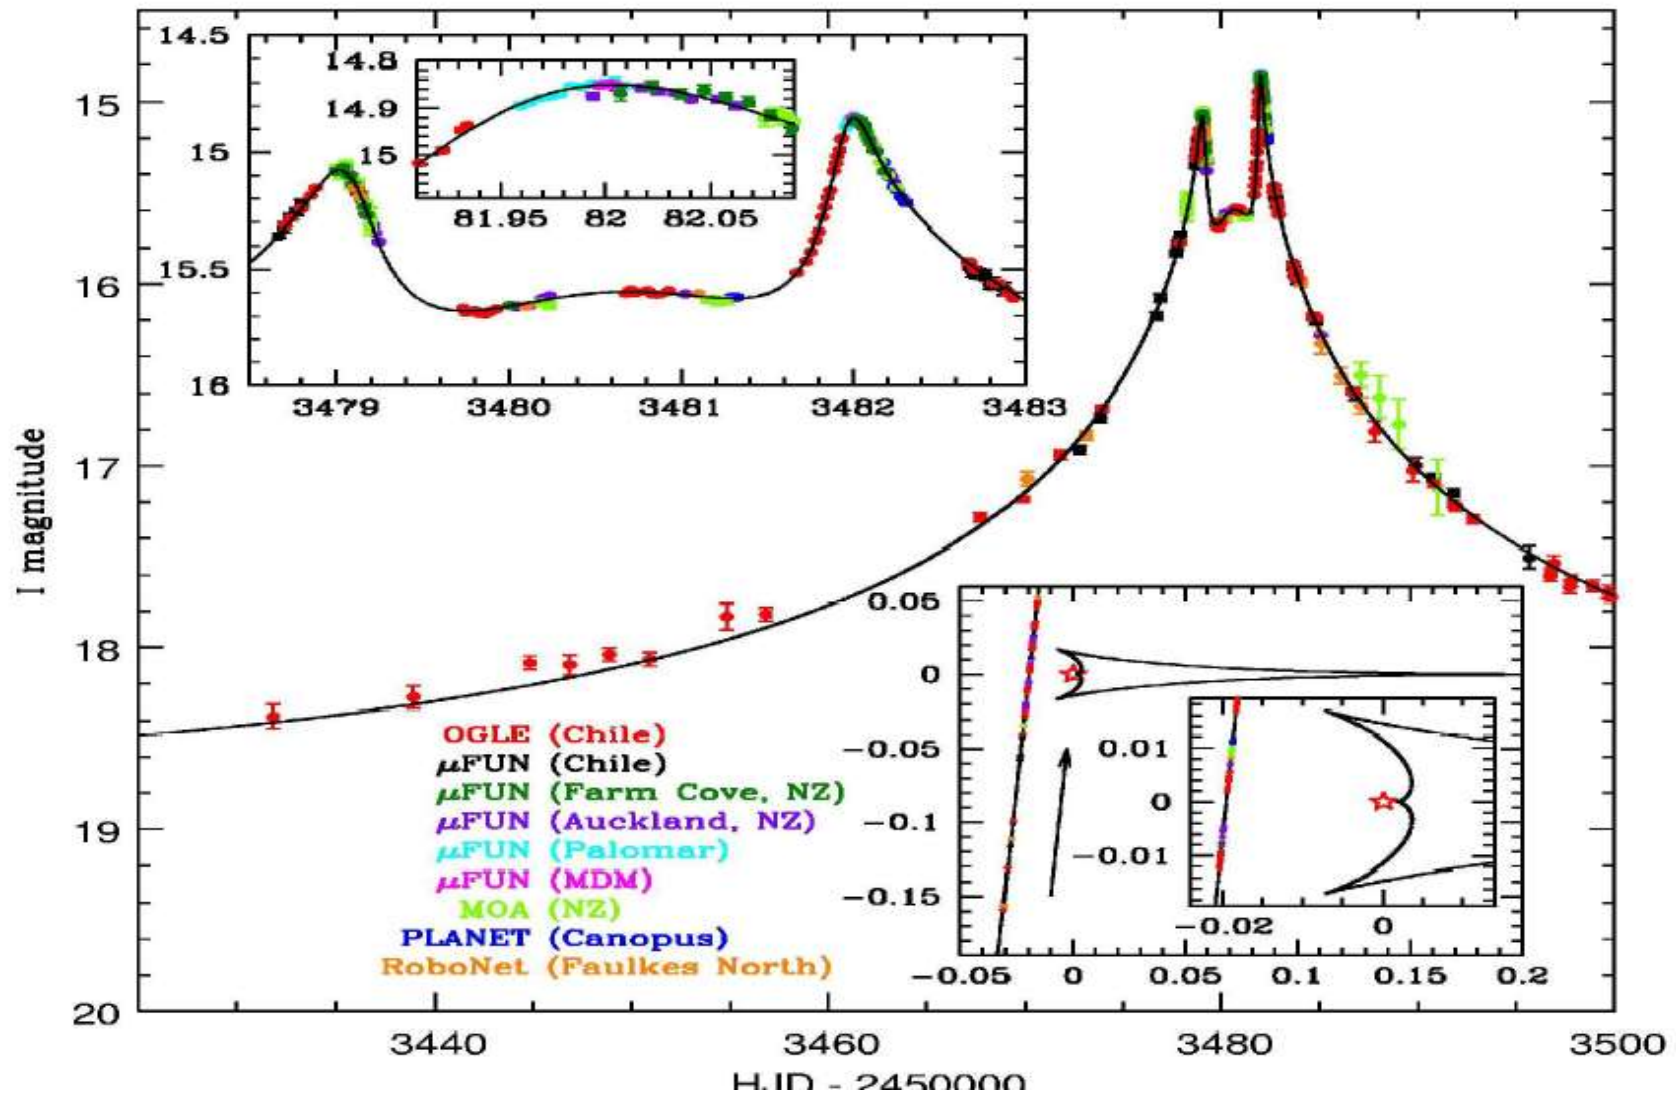 I magnitude
15
16
17
18
19
20
14.5
15
15.5
16
3479 3480 3481 3482 3483
14.8
14.9
15
81.95 82 82.05
OGLE (Chile)
μFUN (Chile)
μFUN (Farm Cove, NZ)
μFUN (Auckland, NZ)
μFUN (Palomar)
μFUN (MDM)
MOA (NZ)
PLANET (Canopus)
RoboNet (Faulkes North)
0.05
0
−0.05
−0.1
−0.15
−0.05 0 0.05 0.1 0.15 0.2
0.01
0
−0.01
−0.02 0
3440 3460 3480 3500
HJD - 2450000